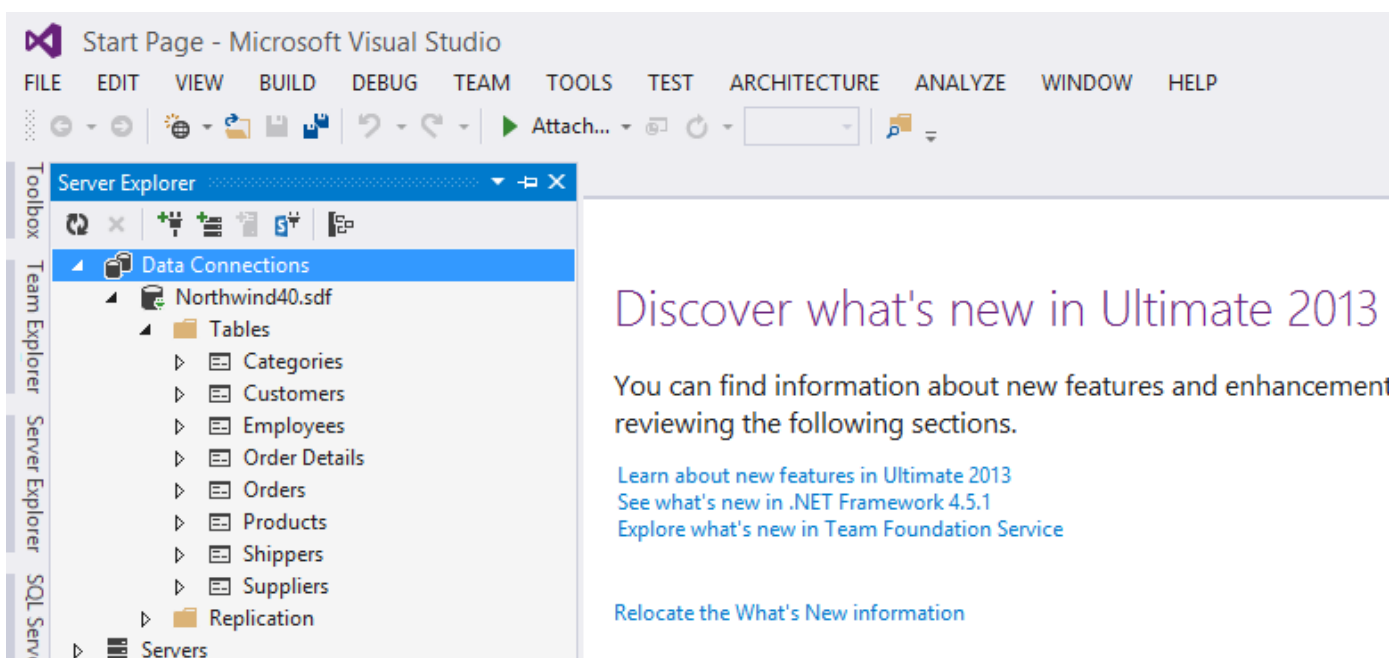 Start Page - Microsoft Visual Studio
FILE EDIT VIEW BUILD DEBUG TEAM TOOLS TEST ARCHITECTURE ANALYZE WINDOW HELP
Attach...
Toolbox
Team Explorer
Server Explorer
SQL Serv
Server Explorer
Data Connections
Northwind40.sdf
Tables
Categories
Customers
Employees
Order Details
Orders
Products
Shippers
Suppliers
Replication
Servers
Discover what's new in Ultimate 2013
You can find information about new features and enhancement
reviewing the following sections.
Learn about new features in Ultimate 2013
See what's new in .NET Framework 4.5.1
Explore what's new in Team Foundation Service
Relocate the What's New information